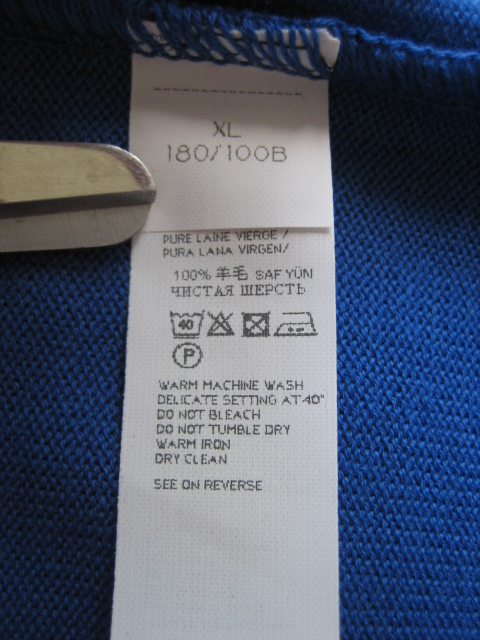 XL
180/100B
PURE LAINE VIERGE /
PURA LANA VIRGEN/
100% 羊毛 SAF YÜN
ЧИСТАЯ ШЕРСТЬ
40
P
WARM MACHINE WASH
DELICATE SETTING AT 40°
DO NOT BLEACH
DO NOT TUMBLE DRY
WARM IRON
DRY CLEAN
SEE ON REVERSE